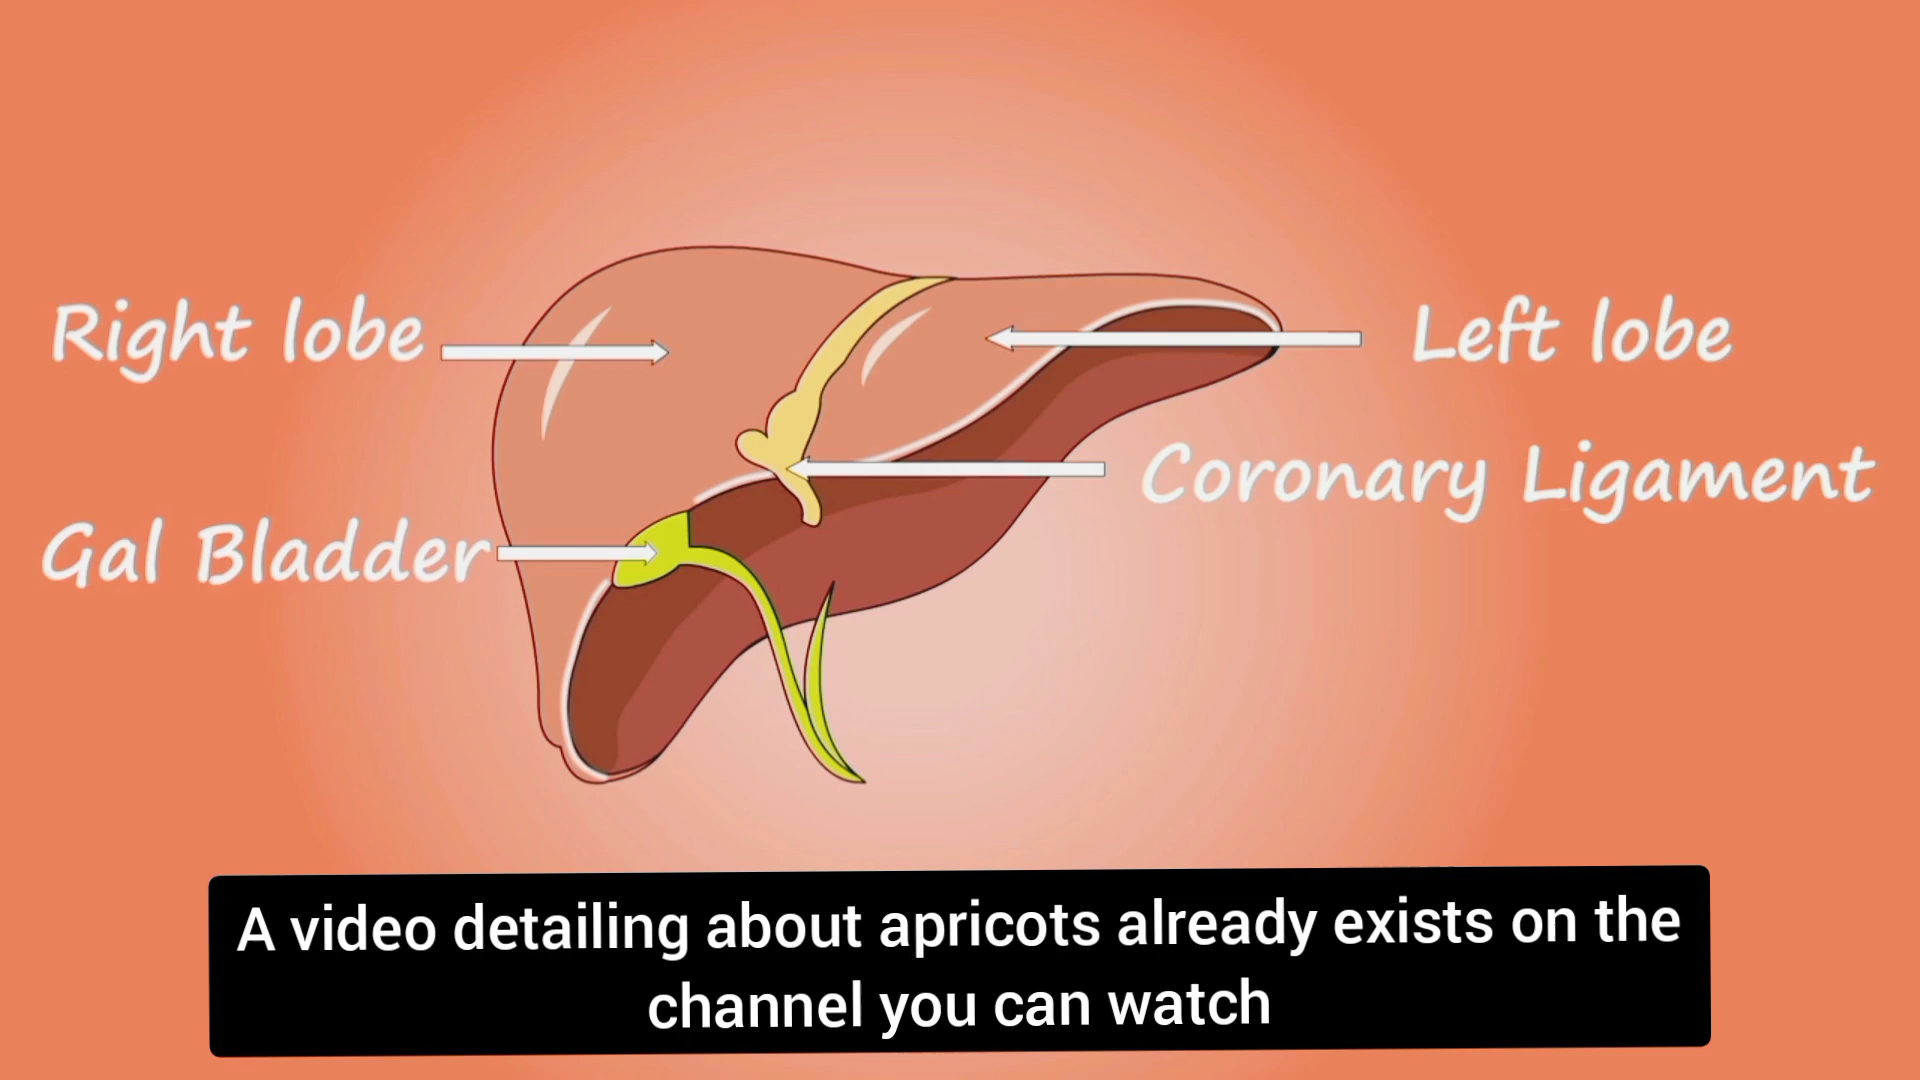 Right lobe
Left lobe
Coronary Ligament
Gal Bladder
A video detailing about apricots already exists on the
channel you can watch